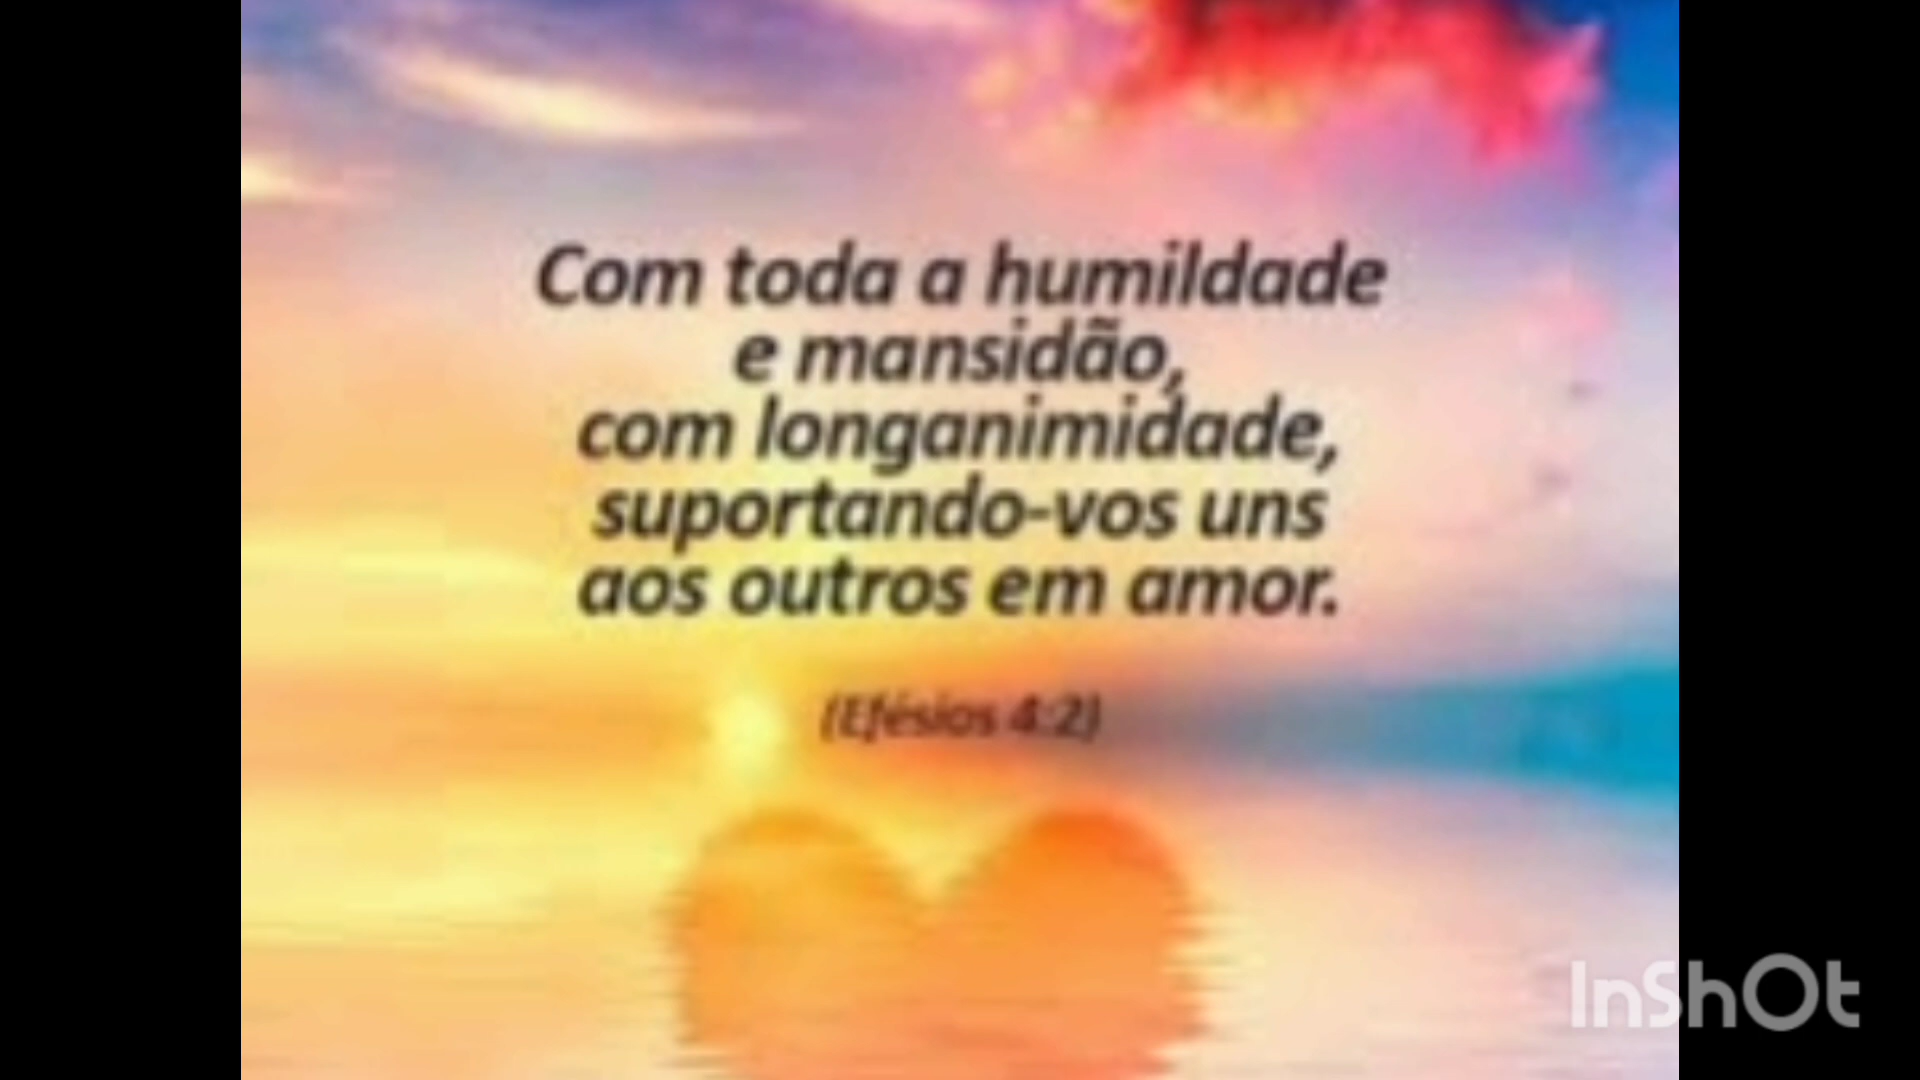 Com toda a humildade
e mansidão,
com longanimidade,
suportando-vos uns
aos outros em amor.
(Efésios 4:2)
InShOt